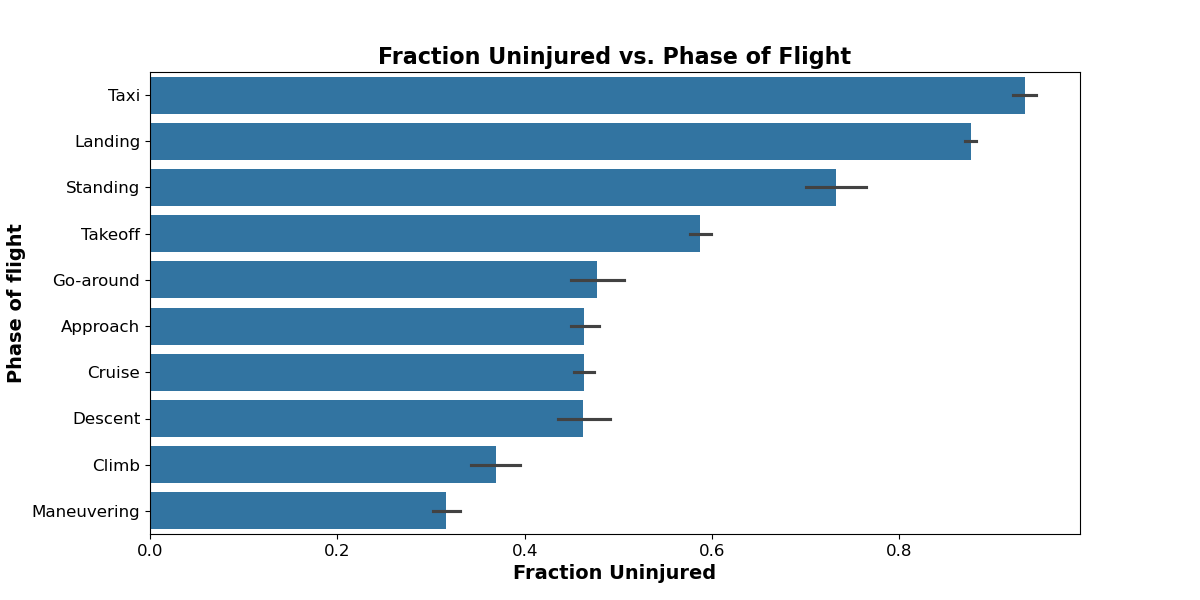 Fraction Uninjured vs. Phase of Flight
Phase of flight
Taxi
Landing
Standing
Takeoff
Go-around
Approach
Cruise
Descent
Climb
Maneuvering
0.0 0.2 0.4 0.6 0.8
Fraction Uninjured